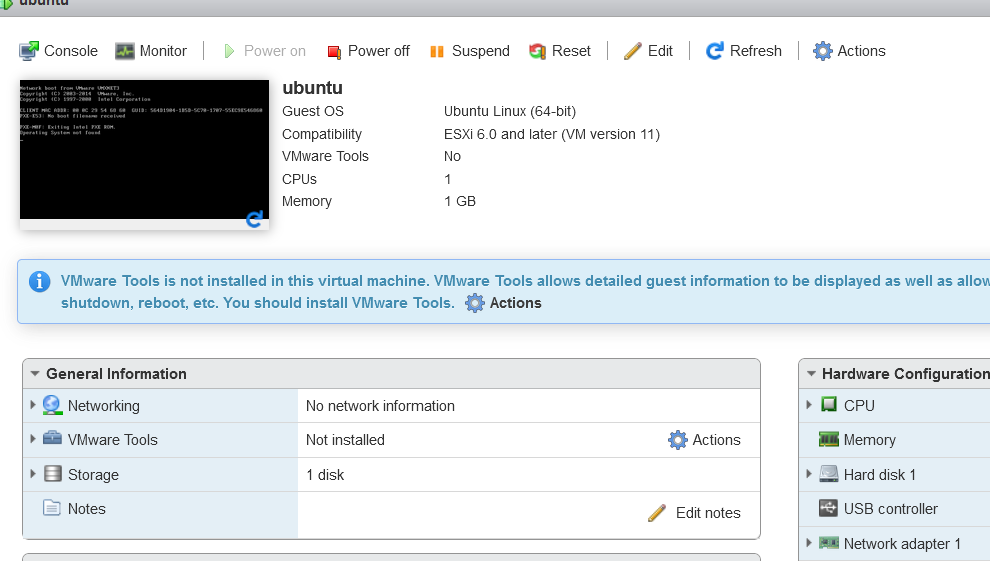 ubuntu
Console Monitor Power on Power off Suspend Reset Edit Refresh Actions
Network boot from VMware VMXNET3
Copyright (C) 2003-2014 VMware, Inc.
Copyright (C) 1997-2000 Intel Corporation
CLIENT MAC ADDR: 00 0C 29 54 60 60 GUID:
PXE-E53: No boot filename received
PXE-M0F: Exiting Intel PXE ROM.
Operating System not found
ubuntu
Guest OS Ubuntu Linux (64-bit)
Compatibility ESXi 6.0 and later (VM version 11)
VMware Tools No
CPUs 1
Memory 1 GB
VMware Tools is not installed in this virtual machine. VMware Tools allows detailed guest information to be displayed as well as allow
shutdown, reboot, etc. You should install VMware Tools. Actions
General Information
Networking No network information
VMware Tools Not installed Actions
Storage 1 disk
Notes Edit notes
Hardware Configuration
CPU
Memory
Hard disk 1
USB controller
Network adapter 1